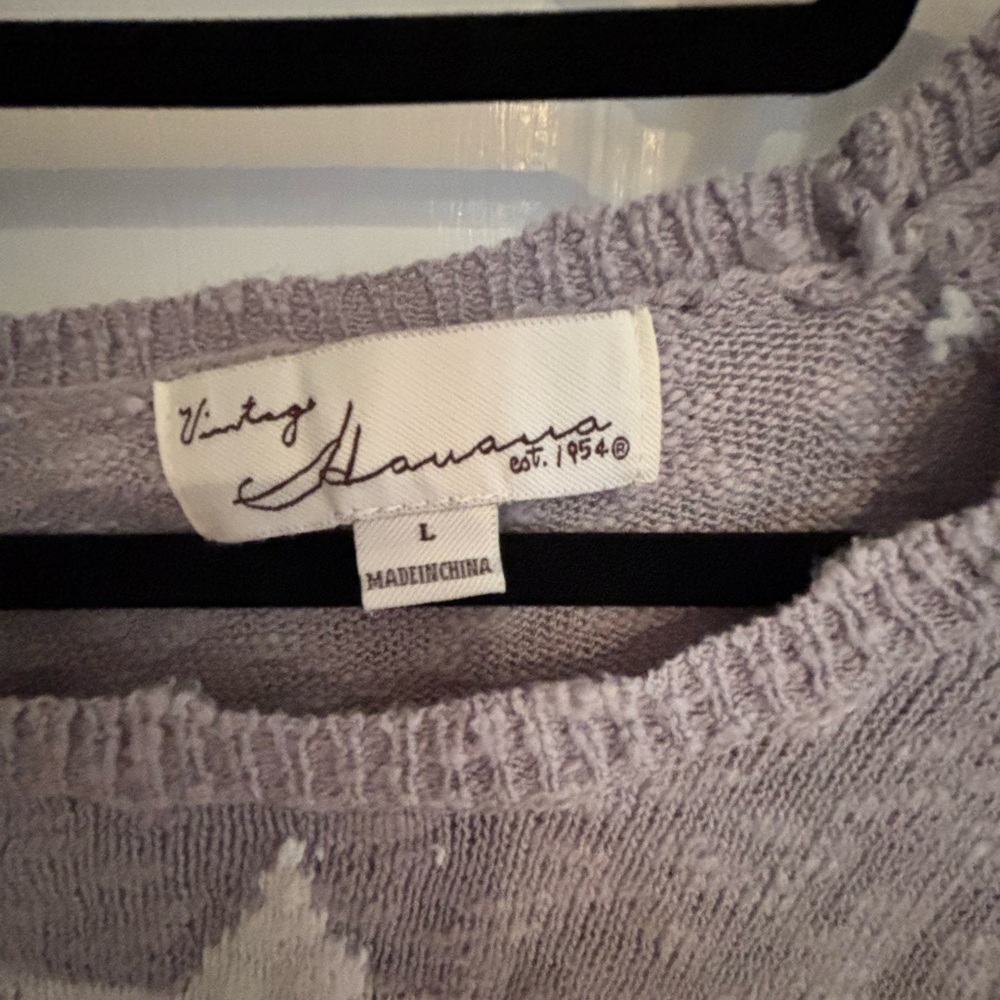 Vintage
Havana
est. 1954®
L
MADEINCHINA